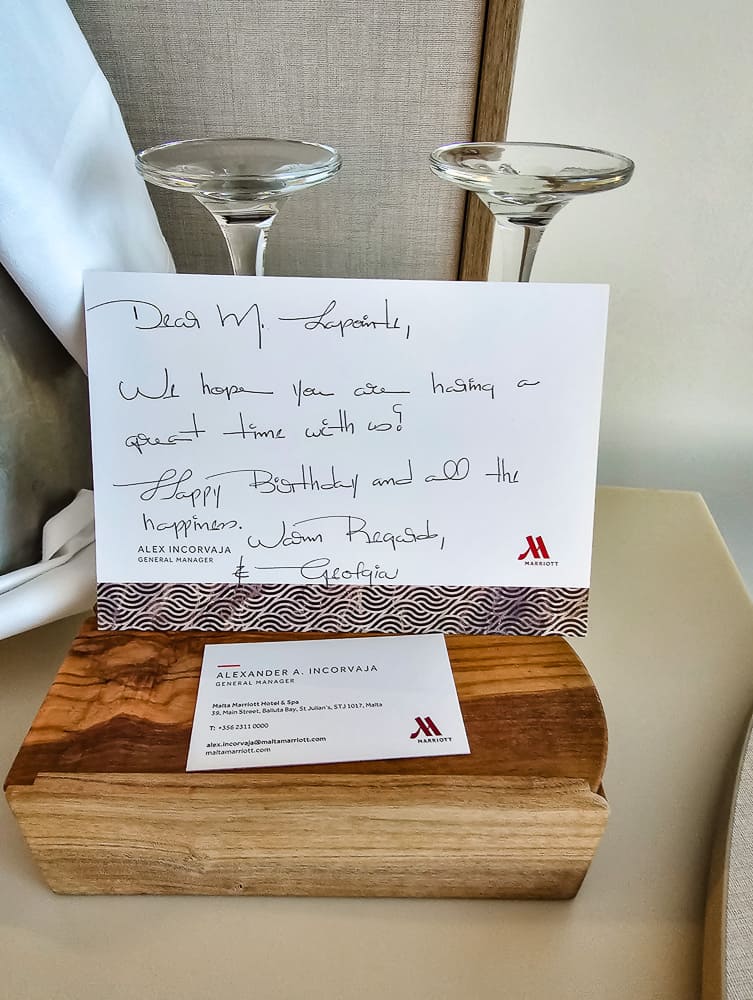 Dear M. Lapointe,
We hope you are having a
great time with us!
Happy Birthday and all the
happiness.
Warm Regards,
ALEX INCORVAJA
GENERAL MANAGER
& Georgia
MARRIOTT
ALEXANDER A. INCORVAJA
GENERAL MANAGER
Malta Marriott Hotel & Spa
39, Main Street, Balluta Bay, St Julian's, STJ 1017, Malta
T: +356 2311 0000
alex.incorvaja@maltamarriott.com
maltamarriott.com
MARRIOTT